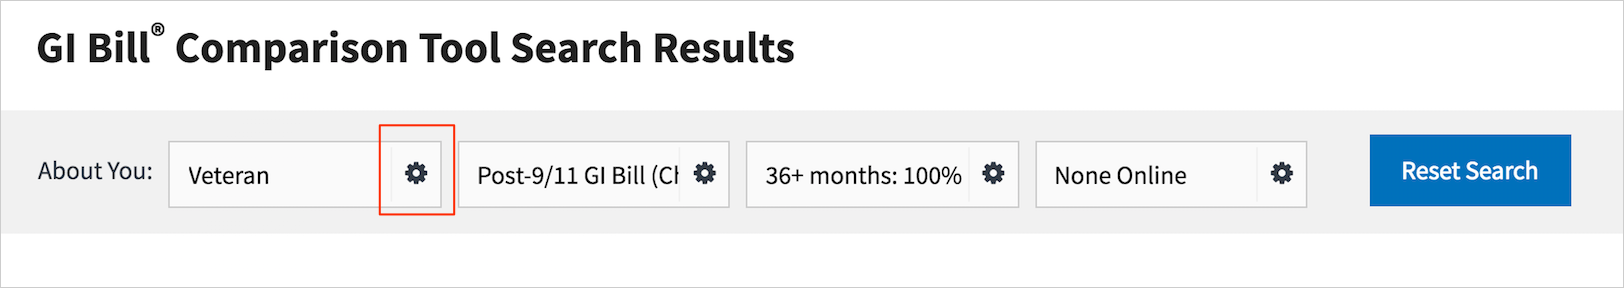 GI Bill® Comparison Tool Search Results
About You: Veteran Post-9/11 GI Bill (Ch 36+ months: 100% None Online Reset Search